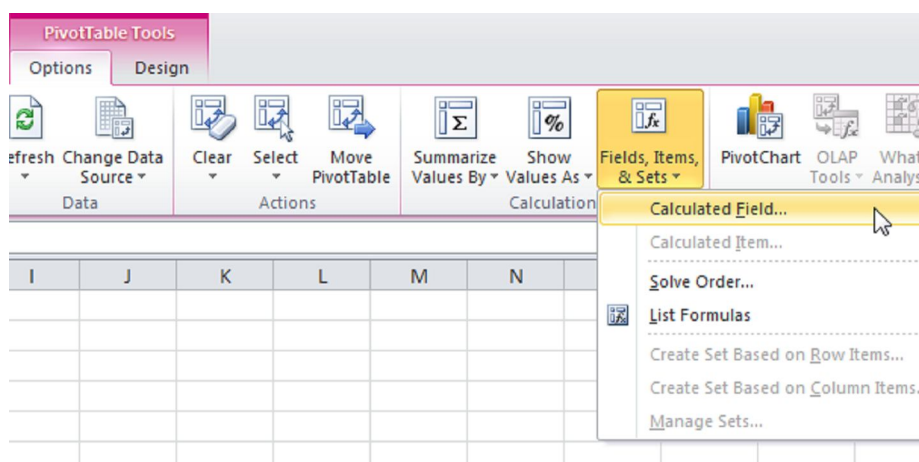 PivotTable Tools
Options Design
efresh Change Data Source
Clear Select Move PivotTable
Summarize Values By Show Values As Fields, Items, & Sets
PivotChart OLAP Tools What Analys
Data Actions Calculation
Calculated Field...
Calculated Item...
Solve Order...
List Formulas
Create Set Based on Row Items...
Create Set Based on Column Items.
Manage Sets...
I J K L M N